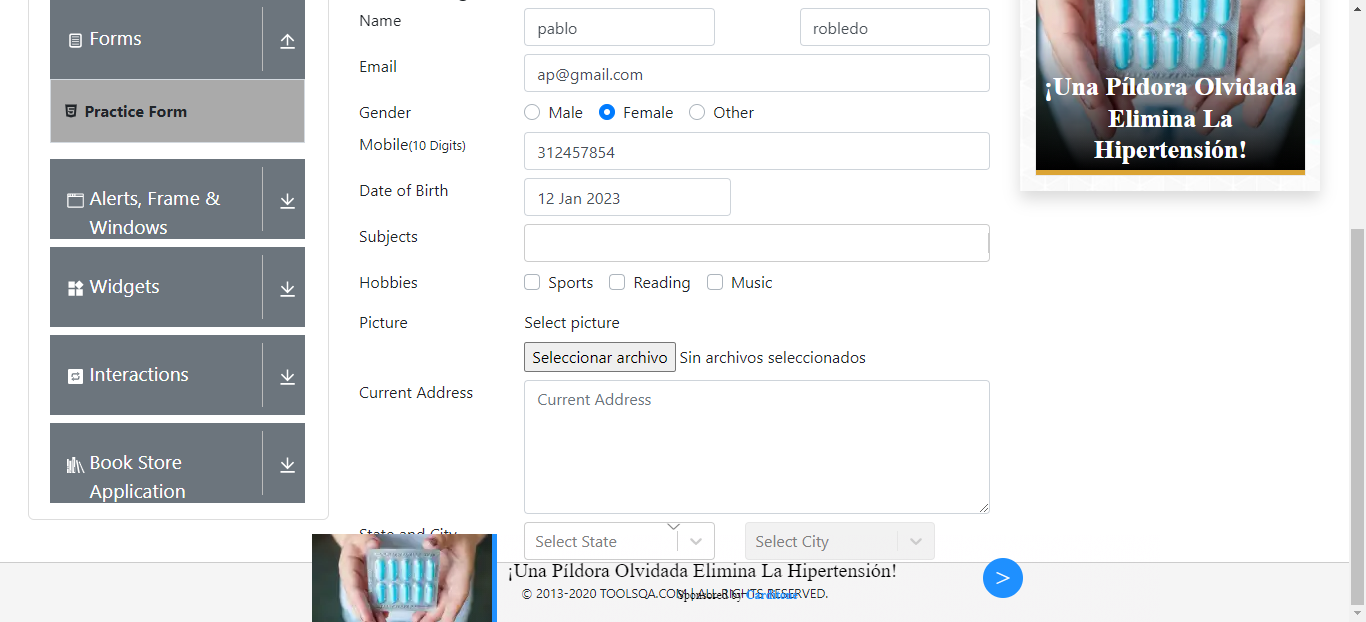 Forms
Practice Form
Alerts, Frame &
Windows
Widgets
Interactions
Book Store
Application
Name
pablo
robledo
Email
ap@gmail.com
Gender
Male
Female
Other
Mobile(10 Digits)
312457854
Date of Birth
12 Jan 2023
Subjects
Hobbies
Sports
Reading
Music
Picture
Select picture
Seleccionar archivo Sin archivos seleccionados
Current Address
Current Address
State and City
Select State
Select City
¡Una Píldora Olvidada
Elimina La
Hipertensión!
¡Una Píldora Olvidada Elimina La Hipertensión!
>
© 2013-2020 TOOLSQA.COM | ALL RIGHTS RESERVED.
Sponsored by